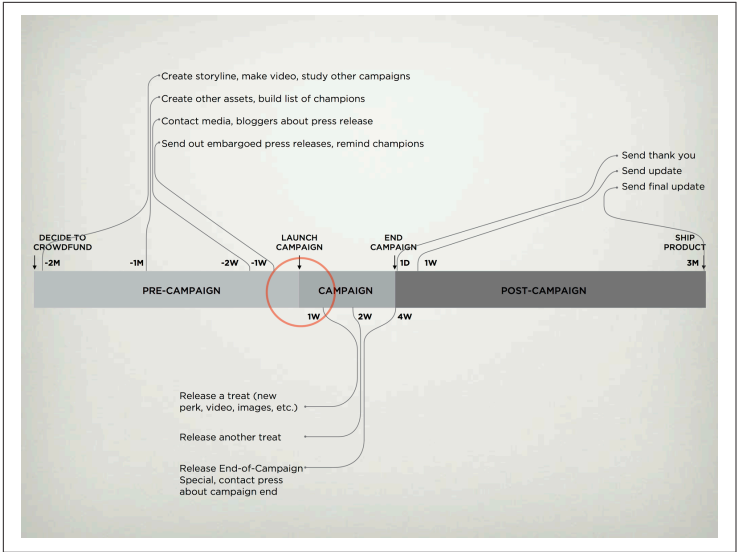 Create storyline, make video, study other campaigns
Create other assets, build list of champions
Contact media, bloggers about press release
Send out embargoed press releases, remind champions
Send thank you
Send update
Send final update
DECIDE TO
CROWDFUND
LAUNCH
CAMPAIGN
END
CAMPAIGN
SHIP
PRODUCT
-2M
-1M
-2W
-1W
1D
1W
3M
PRE-CAMPAIGN
CAMPAIGN
POST-CAMPAIGN
1W
2W
4W
Release a treat (new
perk, video, images, etc.)
Release another treat
Release End-of-Campaign
Special, contact press
about campaign end